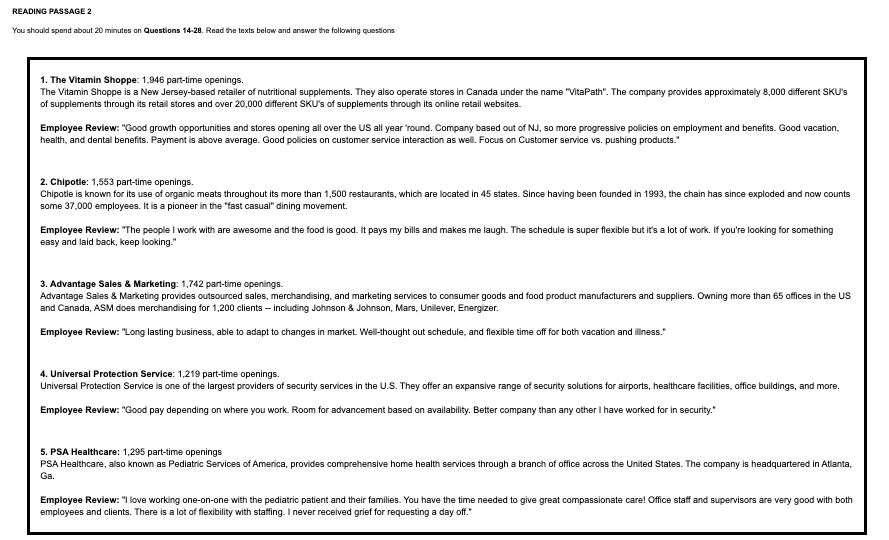 READING PASSAGE 2
You should spend about 20 minutes on Questions 14-28. Read the texts below and answer the following questions
1. The Vitamin Shoppe: 1,946 part-time openings.
The Vitamin Shoppe is a New Jersey-based retailer of nutritional supplements. They also operate stores in Canada under the name "VitaPath". The company provides approximately 8,000 different SKU's
of supplements through its retail stores and over 20,000 different SKU's of supplements through its online retail websites.
Employee Review: "Good growth opportunities and stores opening all over the US all year 'round. Company based out of NJ, so more progressive policies on employment and benefits. Good vacation,
health, and dental benefits. Payment is above average. Good policies on customer service interaction as well. Focus on Customer service vs. pushing products."
2. Chipotle: 1,553 part-time openings.
Chipotle is known for its use of organic meats throughout its more than 1,500 restaurants, which are located in 45 states. Since having been founded in 1993, the chain has since exploded and now counts
some 37,000 employees. It is a pioneer in the "fast casual" dining movement.
Employee Review: "The people I work with are awesome and the food is good. It pays my bills and makes me laugh. The schedule is super flexible but it's a lot of work. If you're looking for something
easy and laid back, keep looking."
3. Advantage Sales & Marketing: 1,742 part-time openings.
Advantage Sales & Marketing provides outsourced sales, merchandising, and marketing services to consumer goods and food product manufacturers and suppliers. Owning more than 65 offices in the US
and Canada, ASM does merchandising for 1,200 clients -- including Johnson & Johnson, Mars, Unilever, Energizer.
Employee Review: "Long lasting business, able to adapt to changes in market. Well-thought out schedule, and flexible time off for both vacation and illness."
4. Universal Protection Service: 1,219 part-time openings.
Universal Protection Service is one of the largest providers of security services in the U.S. They offer an expansive range of security solutions for airports, healthcare facilities, office buildings, and more.
Employee Review: "Good pay depending on where you work. Room for advancement based on availability. Better company than any other I have worked for in security."
5. PSA Healthcare: 1,295 part-time openings
PSA Healthcare, also known as Pediatric Services of America, provides comprehensive home health services through a branch of office across the United States. The company is headquartered in Atlanta,
Ga.
Employee Review: "I love working one-on-one with the pediatric patient and their families. You have the time needed to give great compassionate care! Office staff and supervisors are very good with both
employees and clients. There is a lot of flexibility with staffing. I never received grief for requesting a day off."